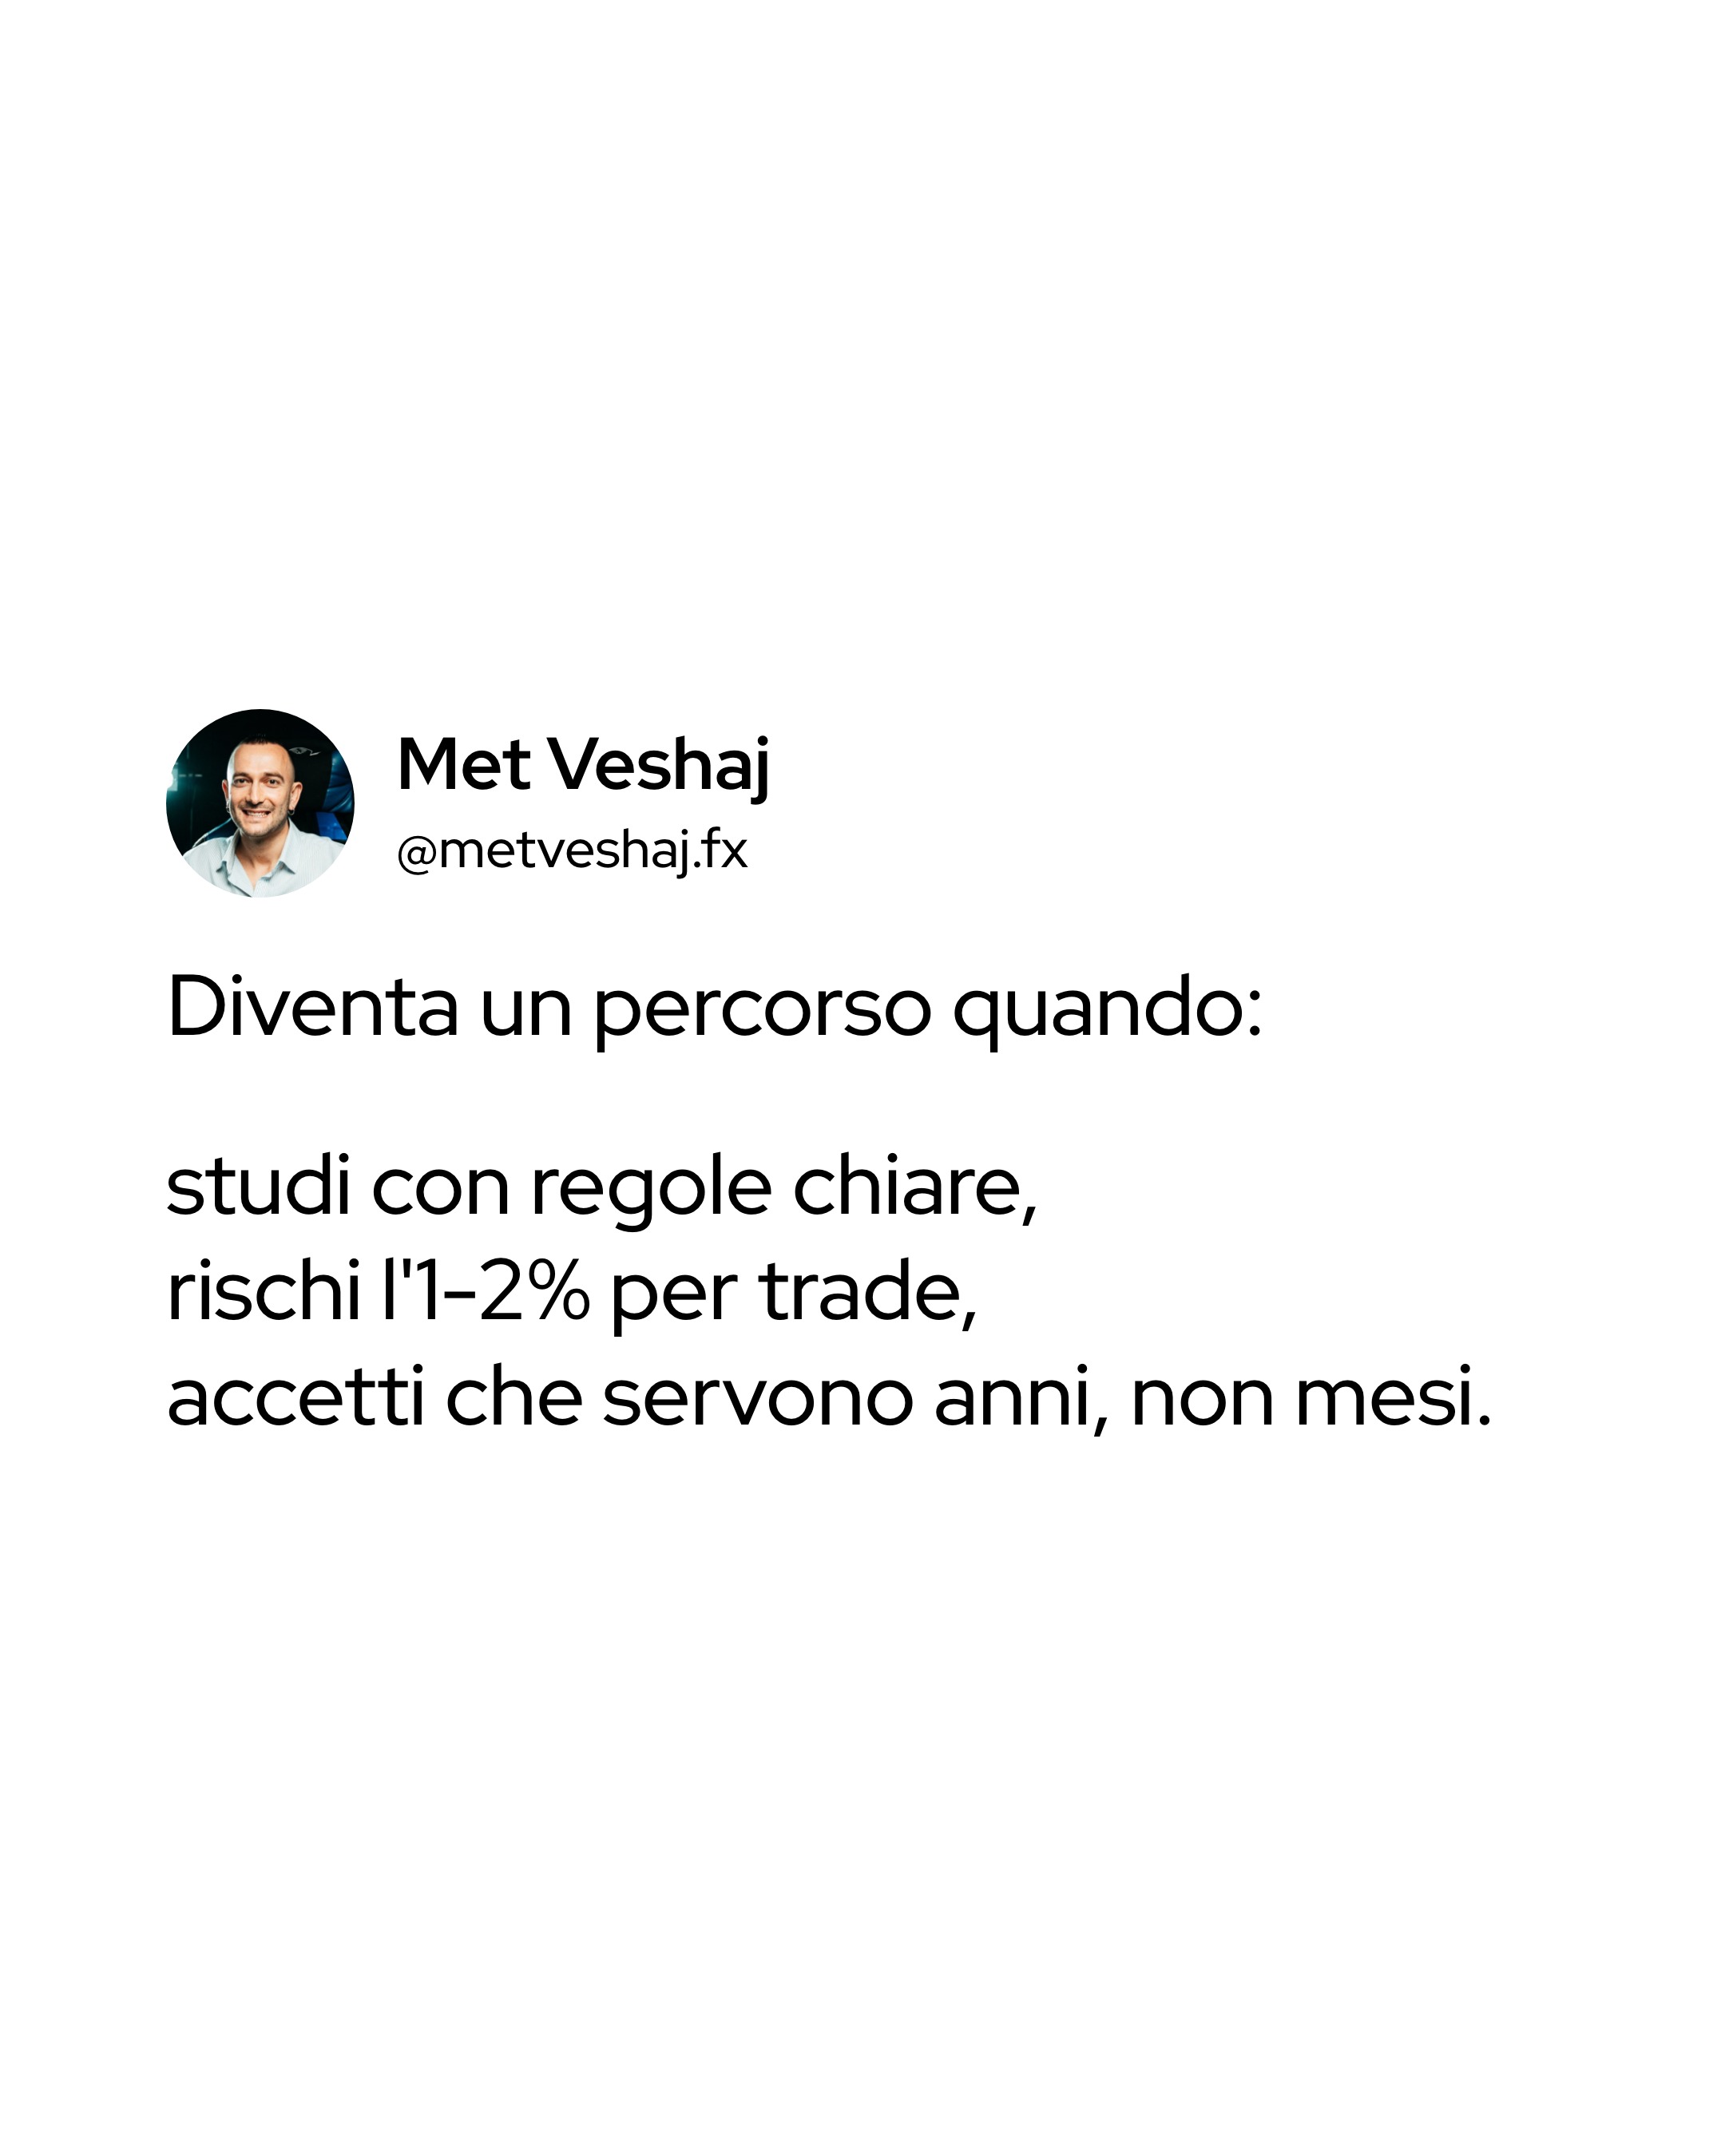 Met Veshaj
@metveshaj.fx
Diventa un percorso quando:
studi con regole chiare,
rischi l'1-2% per trade,
accetti che servono anni, non mesi.